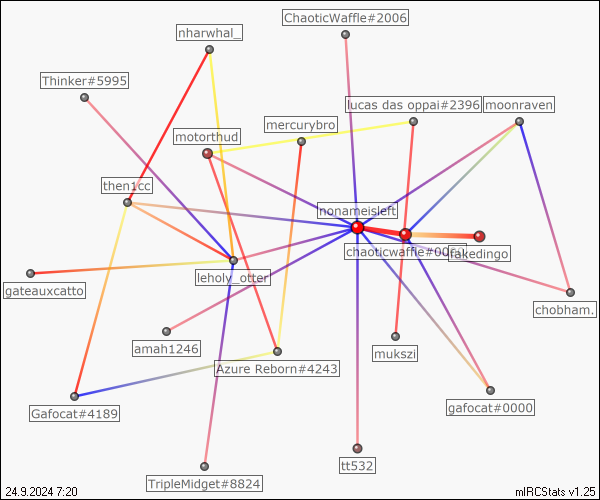 ChaoticWaffle#2006
nharwhal_
Thinker#5995
lucas das oppai#2396
moonraven
mercurybro
motorthud
then1cc
nonameisleft
chaoticwaffle#00
fakedingo
leholy_otter
gateauxcatto
chobham.
amah1246
mukszi
Azure Reborn#4243
gafocat#0000
Gafocat#4189
tt532
TripleMidget#8824
24.9.2024 7:20
mIRCStats v1.25